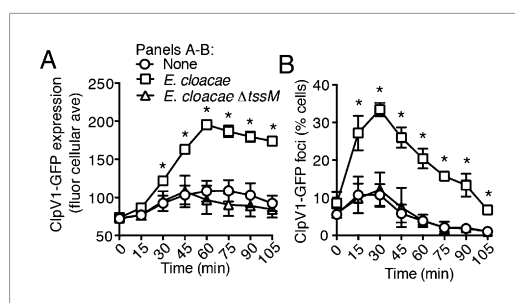 Panels A-B:
None
E. cloacae
E. cloacae ΔtssM
A
ClpV1-GFP expression
(fluor cellular ave)
250
200
150
100
50
* * * * * *
0 15 30 45 60 75 90 105
Time (min)
B
ClpV1-GFP foci (% cells)
40
30
20
10
0
* * * * * * *
0 15 30 45 60 75 90 105
Time (min)